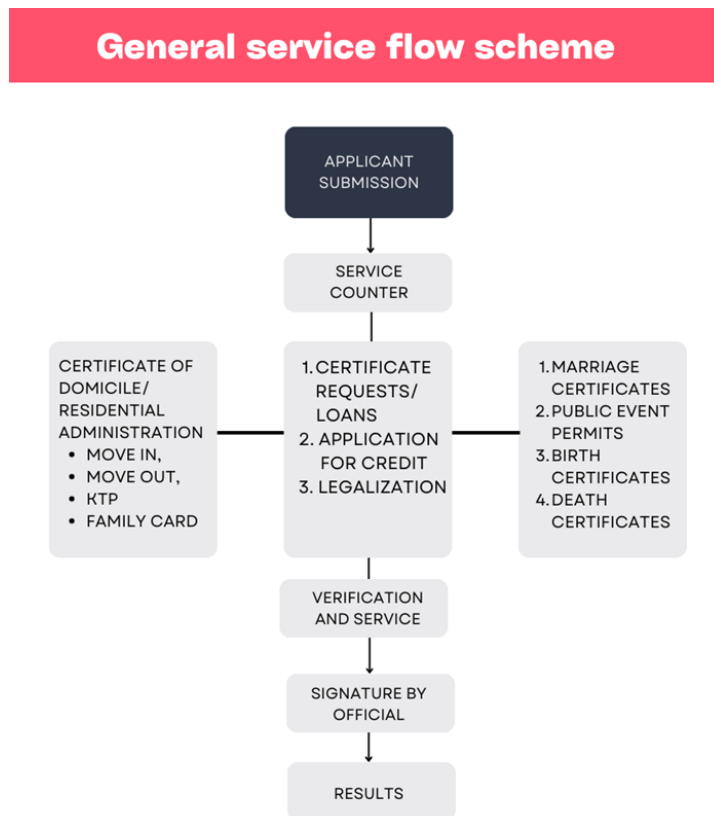 General service flow scheme
APPLICANT
SUBMISSION
SERVICE
COUNTER
CERTIFICATE OF
DOMICILE/
RESIDENTIAL
ADMINISTRATION
• MOVE IN,
• MOVE OUT,
• KTP
• FAMILY CARD
1.CERTIFICATE
REQUESTS/
LOANS
2. APPLICATION
FOR CREDIT
3. LEGALIZATION
1.MARRIAGE
CERTIFICATES
2.PUBLIC EVENT
PERMITS
3.BIRTH
CERTIFICATES
4.DEATH
CERTIFICATES
VERIFICATION
AND SERVICE
SIGNATURE BY
OFFICIAL
RESULTS